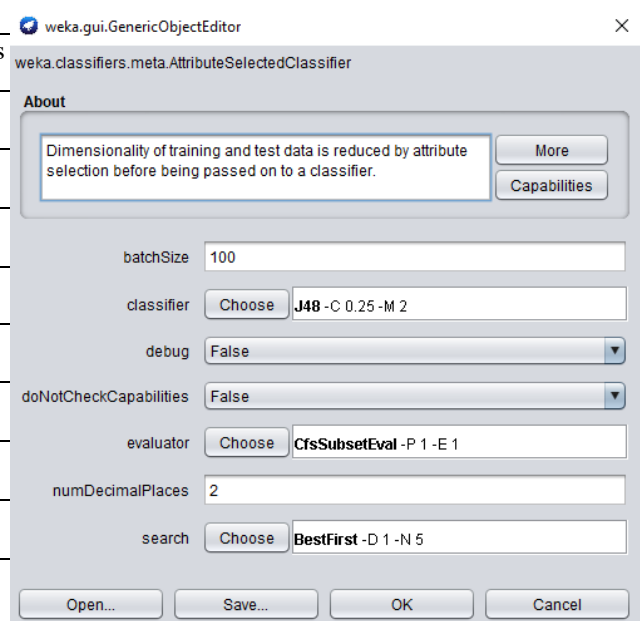 weka.gui.GenericObjectEditor
s
weka.classifiers.meta.AttributeSelectedClassifier
About
Dimensionality of training and test data is reduced by attribute
selection before being passed on to a classifier.
More
Capabilities
batchSize 100
classifier Choose J48 -C 0.25 -M 2
debug False
doNotCheckCapabilities False
evaluator Choose CfsSubsetEval -P 1 -E 1
numDecimalPlaces 2
search Choose BestFirst -D 1 -N 5
Open... Save... OK Cancel